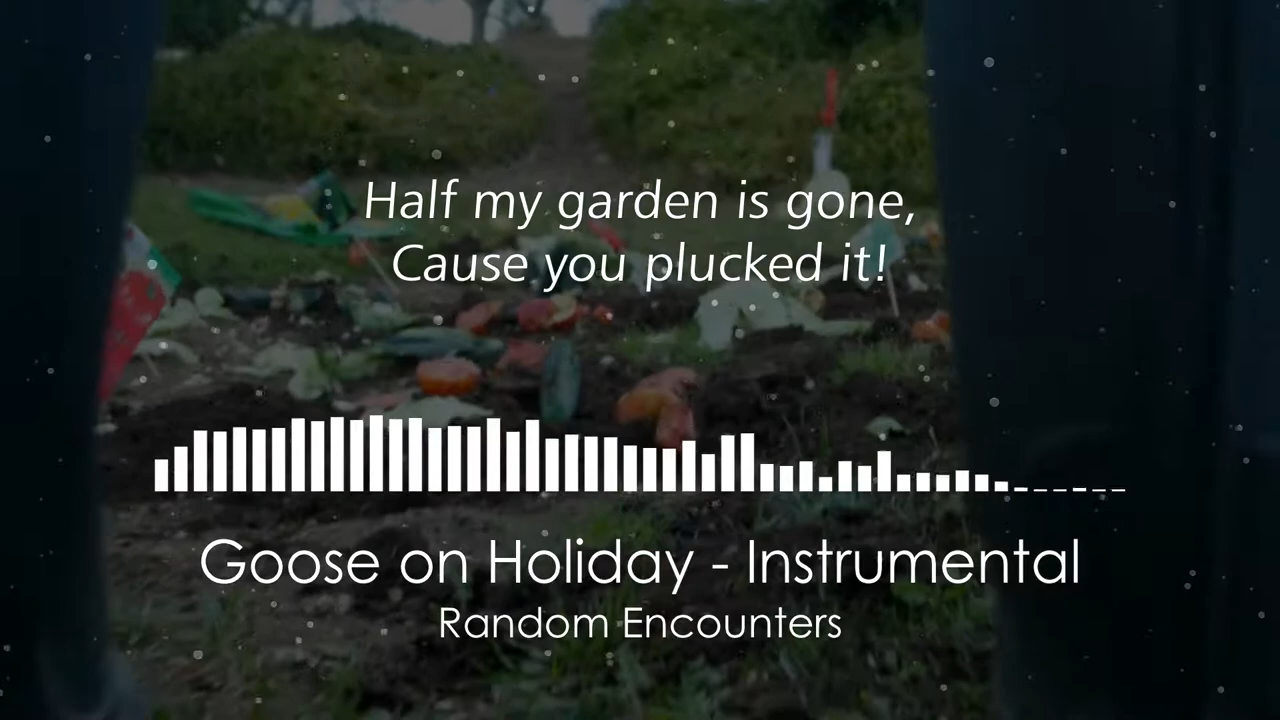 Half my garden is gone,
Cause you plucked it!
Goose on Holiday - Instrumental
Random Encounters